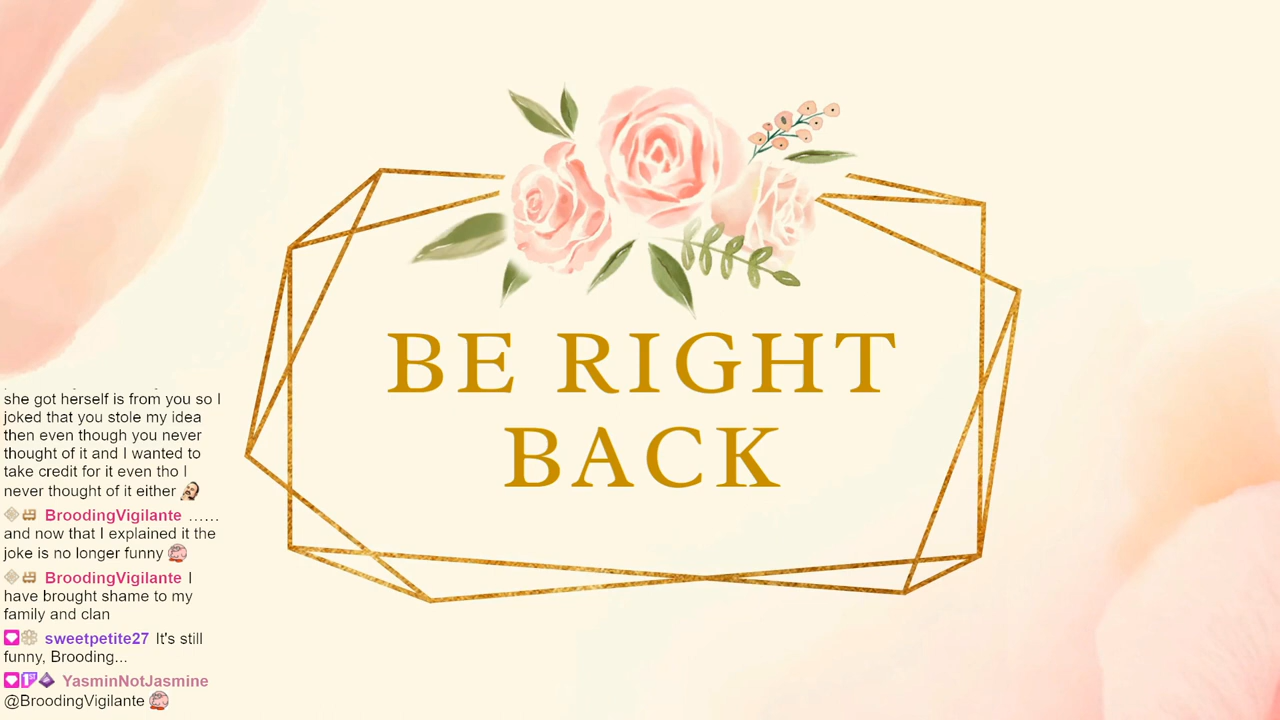 BE RIGHT
BACK
she got herself is from you so I
joked that you stole my idea
then even though you never
thought of it and I wanted to
take credit for it even tho I
never thought of it either
BroodingVigilante ......
and now that I explained it the
joke is no longer funny
BroodingVigilante I
have brought shame to my
family and clan
sweetpetite27 It's still
funny, Brooding...
YasminNotJasmine
@BroodingVigilante